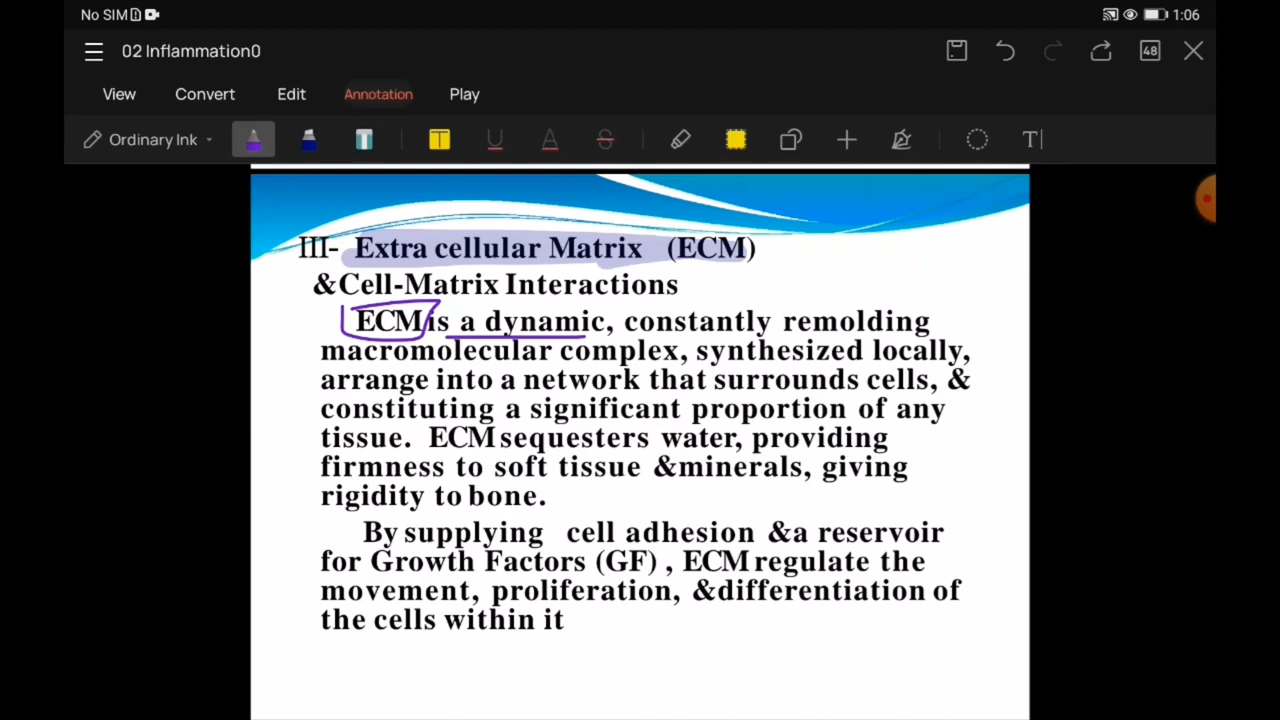 No SIM 1:06
02 Inflammation0 48
View Convert Edit Annotation Play
Ordinary Ink T U A S T
III- Extra cellular Matrix (ECM)
&Cell-Matrix Interactions
ECM is a dynamic, constantly remolding
macromolecular complex, synthesized locally,
arrange into a network that surrounds cells, &
constituting a significant proportion of any
tissue. ECM sequesters water, providing
firmness to soft tissue &minerals, giving
rigidity to bone.
By supplying cell adhesion &a reservoir
for Growth Factors (GF) , ECM regulate the
movement, proliferation, &differentiation of
the cells within it